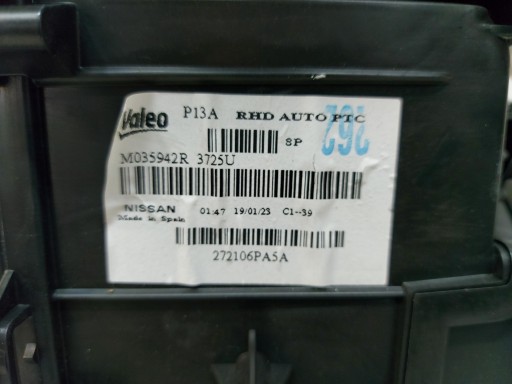 Valeo P13A RHD AUTO PTC
SP 292
M035942R 3725U
NISSAN 01:47 19/01/23 C1--39
Made in Spain
272106PA5A